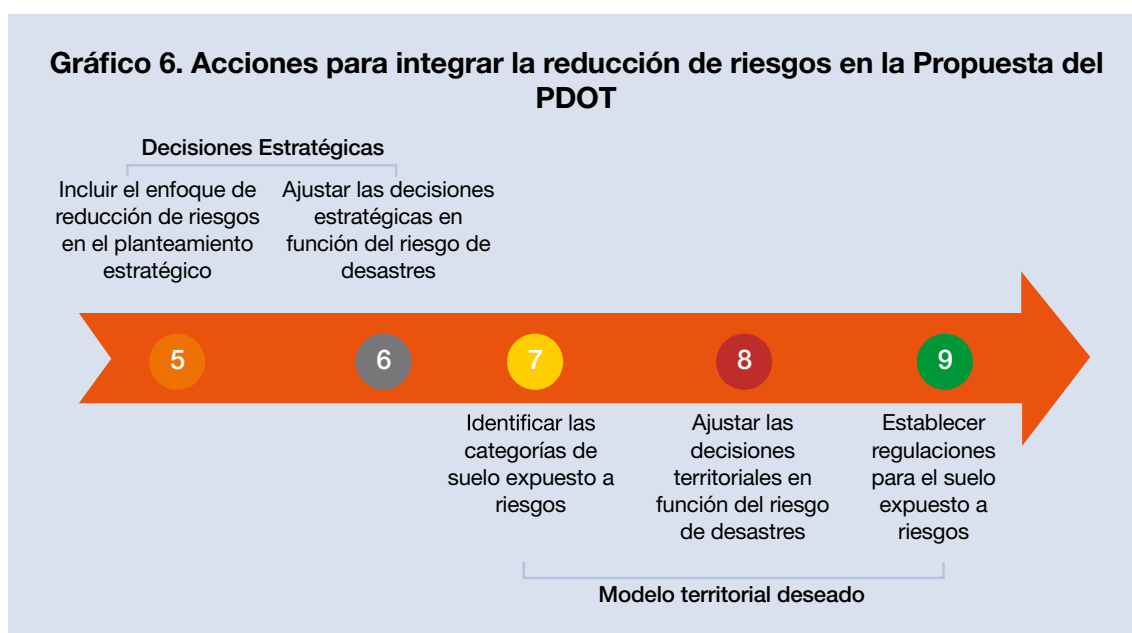 Gráfico 6. Acciones para integrar la reducción de riesgos en la Propuesta del
PDOT
Decisiones Estratégicas
Incluir el enfoque de
reducción de riesgos
en el planteamiento
estratégico
Ajustar las decisiones
estratégicas en
función del riesgo de
desastres
5
6
7
8
9
Identificar las
categorías de
suelo expuesto a
riesgos
Ajustar las
decisiones
territoriales en
función del riesgo
de desastres
Establecer
regulaciones
para el suelo
expuesto a
riesgos
Modelo territorial deseado